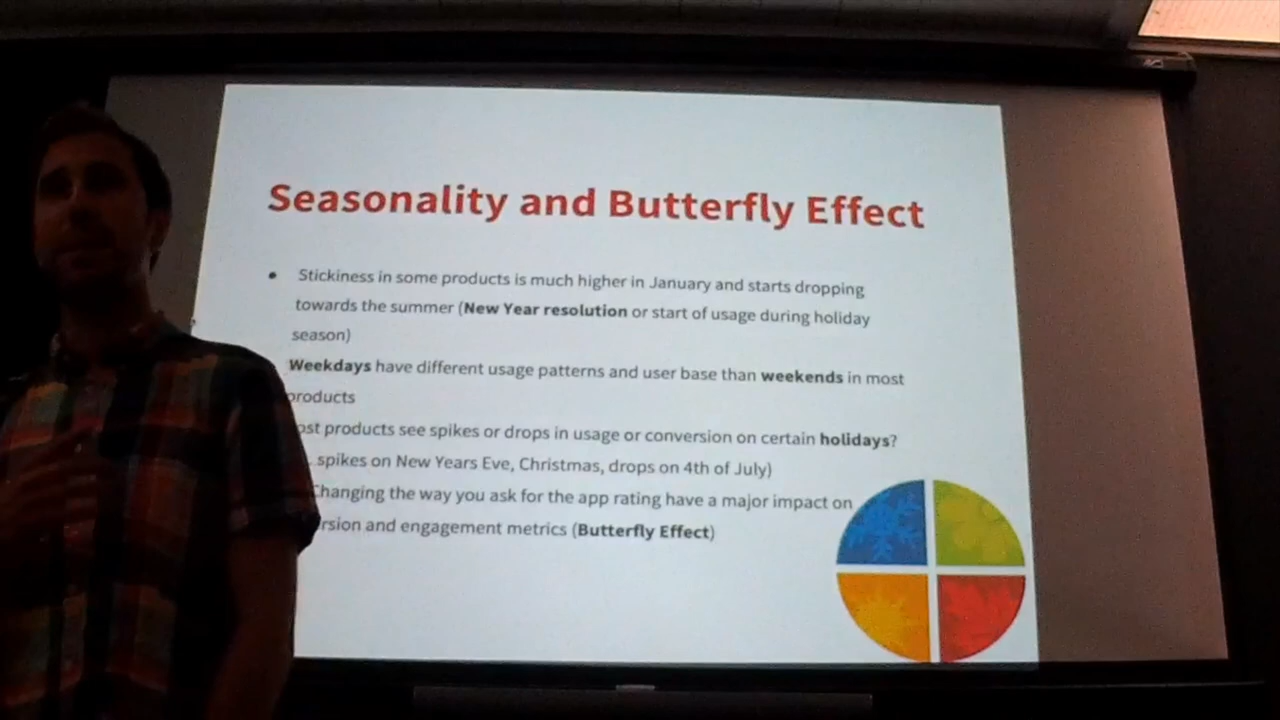 Seasonality and Butterfly Effect
• Stickiness in some products is much higher in January and starts dropping
towards the summer (New Year resolution or start of usage during holiday
season)
Weekdays have different usage patterns and user base than weekends in most
products
products see spikes or drops in usage or conversion on certain holidays?
spikes on New Years Eve, Christmas, drops on 4th of July)
Changing the way you ask for the app rating have a major impact on
and engagement metrics (Butterfly Effect)